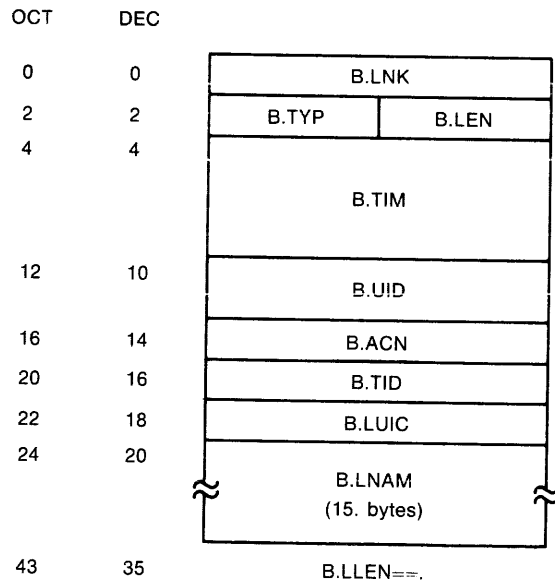 OCT DEC
0 0 B.LNK
2 2 B.TYP B.LEN
4 4
B.TIM
12 10 B.UID
16 14 B.ACN
20 16 B.TID
22 18 B.LUIC
24 20
B.LNAM
(15. bytes)
43 35 B.LLEN==.